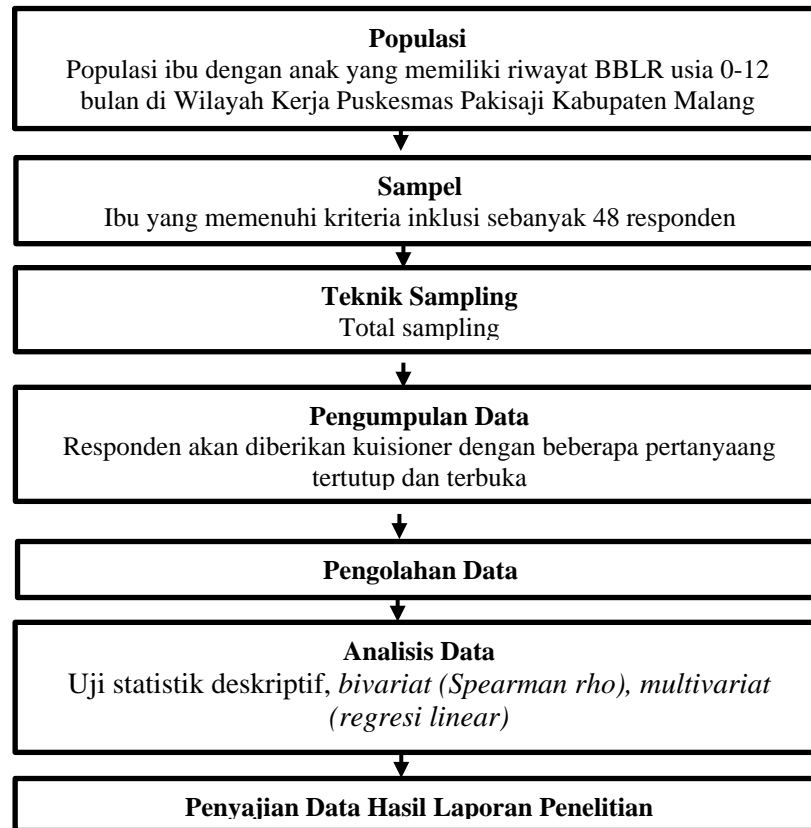 Populasi
Populasi ibu dengan anak yang memiliki riwayat BBLR usia 0-12
bulan di Wilayah Kerja Puskesmas Pakisaji Kabupaten Malang
Sampel
Ibu yang memenuhi kriteria inklusi sebanyak 48 responden
Teknik Sampling
Total sampling
Pengumpulan Data
Responden akan diberikan kuisioner dengan beberapa pertanyaang
tertutup dan terbuka
Pengolahan Data
Analisis Data
Uji statistik deskriptif, bivariat (Spearman rho), multivariat
(regresi linear)
Penyajian Data Hasil Laporan Penelitian